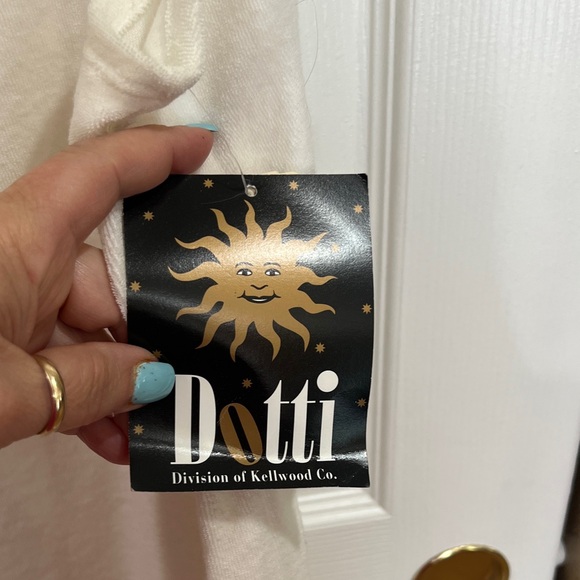 Dotti
Division of Kellwood Co.